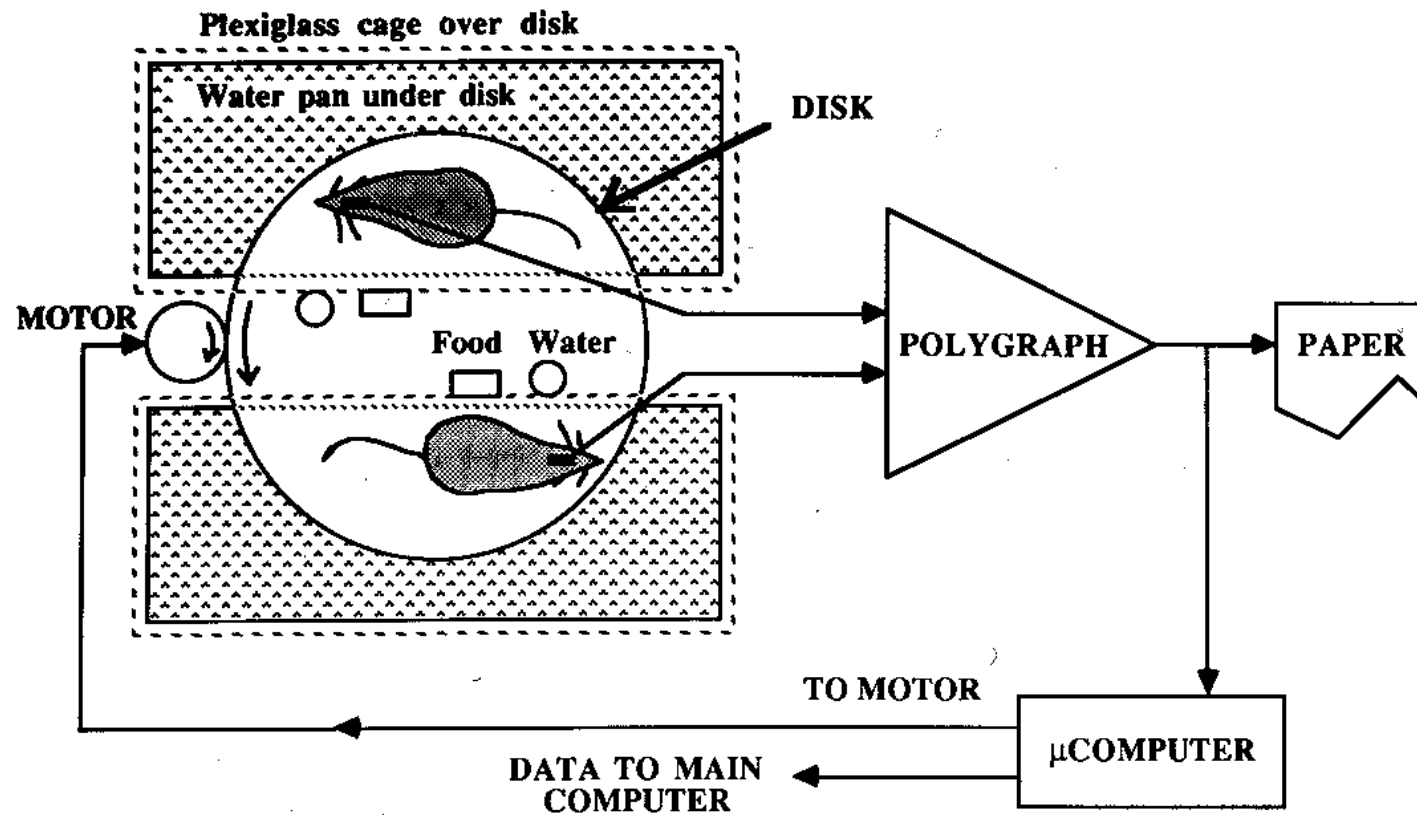 Plexiglass cage over disk
Water pan under disk
DISK
MOTOR
Food Water
POLYGRAPH
PAPER
TO MOTOR
µCOMPUTER
DATA TO MAIN
COMPUTER